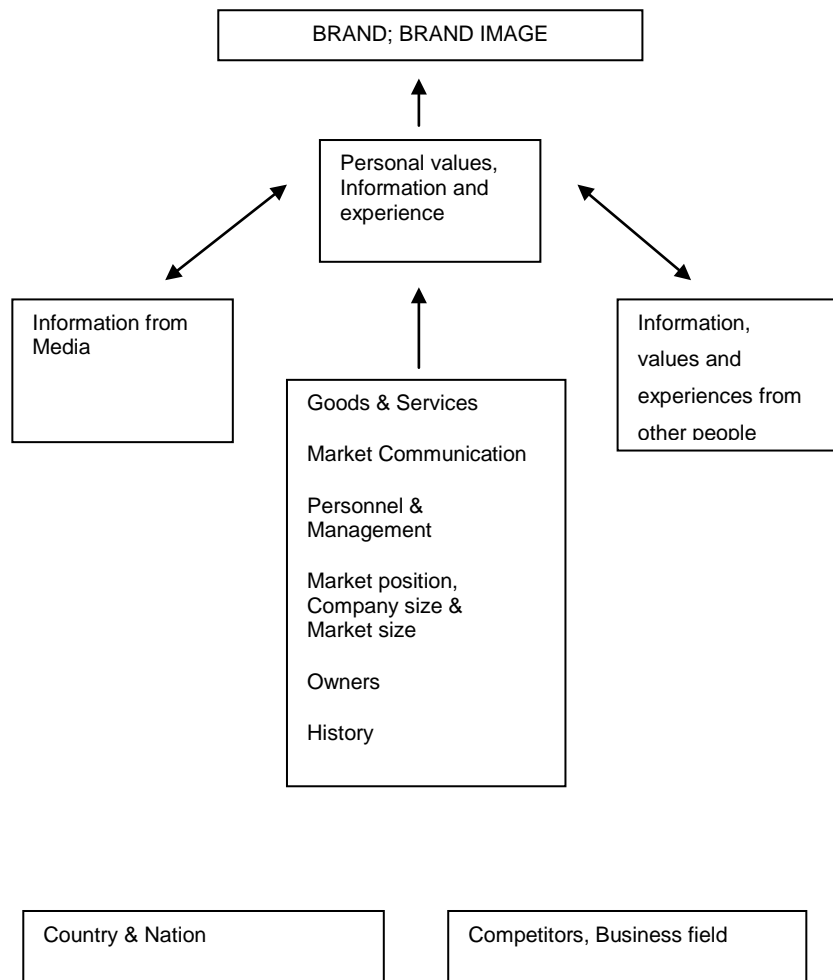 BRAND; BRAND IMAGE
Personal values,
Information and
experience
Information from
Media
Information,
values and
experiences from
other people
Goods & Services
Market Communication
Personnel &
Management
Market position,
Company size &
Market size
Owners
History
Country & Nation
Competitors, Business field